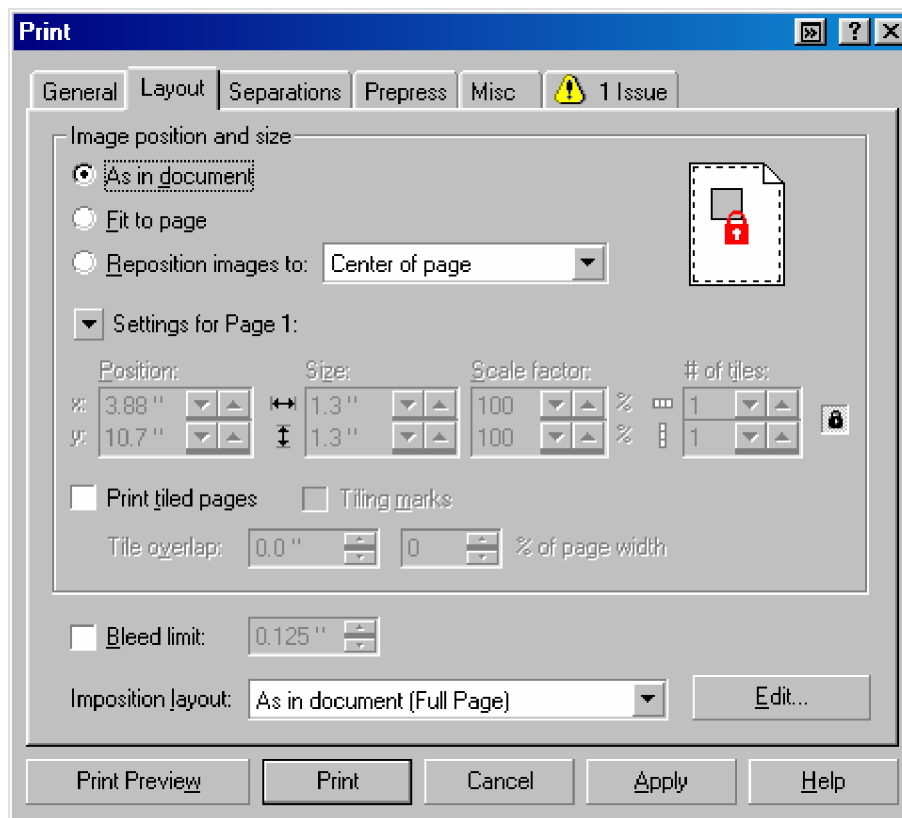 Print
General Layout Separations Prepress Misc 1 Issue
Image position and size
As in document
Fit to page
Reposition images to: Center of page
Settings for Page 1:
Position: Size: Scale factor: # of tiles:
x: 3.88 " 1.3 " 100 % 1
y: 10.7 " 1.3 " 100 % 1
Print tiled pages Tiling marks
Tile overlap: 0.0 " 0 % of page width
Bleed limit: 0.125 "
Imposition layout: As in document (Full Page) Edit...
Print Preview Print Cancel Apply Help